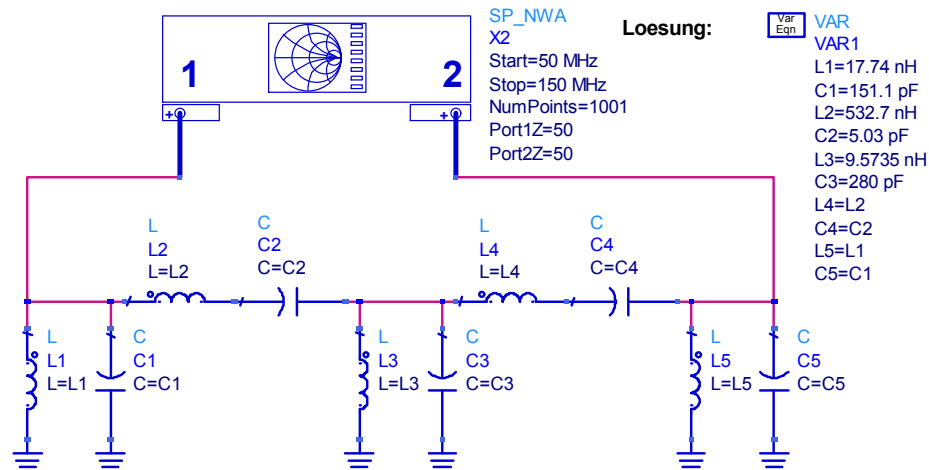 1
2
+
+
SP_NWA
X2
Start=50 MHz
Stop=150 MHz
NumPoints=1001
Port1Z=50
Port2Z=50
Loesung:
Var
Eqn
VAR
VAR1
L1=17.74 nH
C1=151.1 pF
L2=532.7 nH
C2=5.03 pF
L3=9.5735 nH
C3=280 pF
L4=L2
C4=C2
L5=L1
C5=C1
L
L2
L=L2
C
C2
C=C2
L
L4
L=L4
C
C4
C=C4
L
L1
L=L1
C
C1
C=C1
L
L3
L=L3
C
C3
C=C3
L
L5
L=L5
C
C5
C=C5